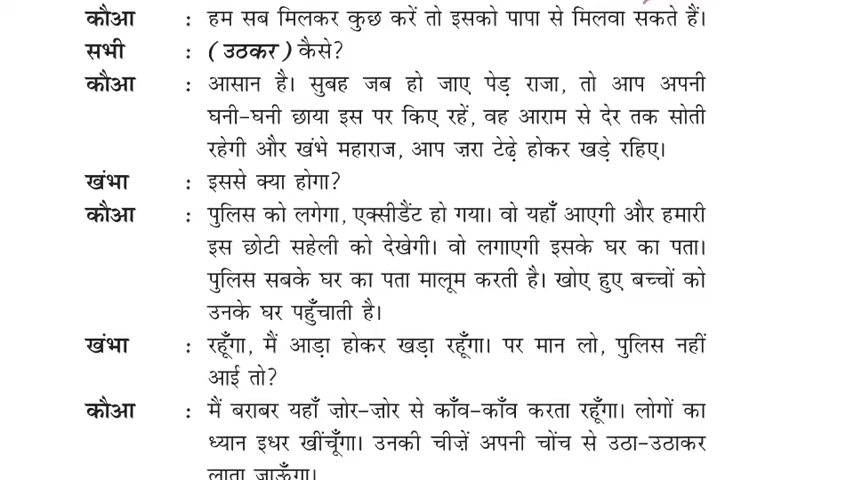 कौआ : हम सब मिलकर कुछ करें तो इसको पापा से मिलवा सकते हैं।
सभी : (उठकर) कैसे?
कौआ : आसान है। सुबह जब हो जाए पेड़ राजा, तो आप अपनी
घनी-घनी छाया इस पर किए रहें, वह आराम से देर तक सोती
रहेगी और खंभे महाराज, आप ज़रा टेढ़े होकर खड़े रहिए।
खंभा : इससे क्या होगा?
कौआ : पुलिस को लगेगा, एक्सीडैंट हो गया। वो यहाँ आएगी और हमारी
इस छोटी सहेली को देखेगी। वो लगाएगी इसके घर का पता।
पुलिस सबके घर का पता मालूम करती है। खोए हुए बच्चों को
उनके घर पहुँचाती है।
खंभा : रहूँगा, मैं आड़ा होकर खड़ा रहूँगा। पर मान लो, पुलिस नहीं
आई तो?
कौआ : मैं बराबर यहाँ ज़ोर-ज़ोर से काँव-काँव करता रहूँगा। लोगों का
ध्यान इधर खींचूँगा। उनकी चीज़ें अपनी चोंच से उठा-उठाकर
लाता जाऊँगा।